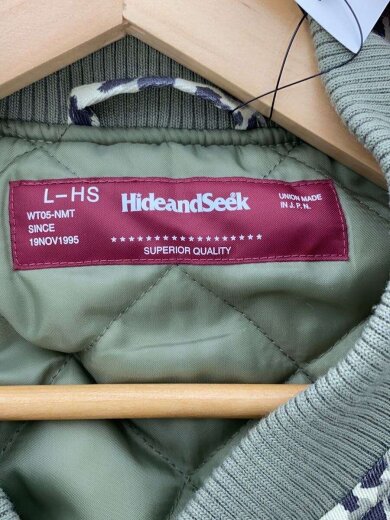 L-HS
WT05-NMT
SINCE
19NOV1995
HideandSeek
*******************
SUPERIOR QUALITY
UNION MADE
IN J. P. N.